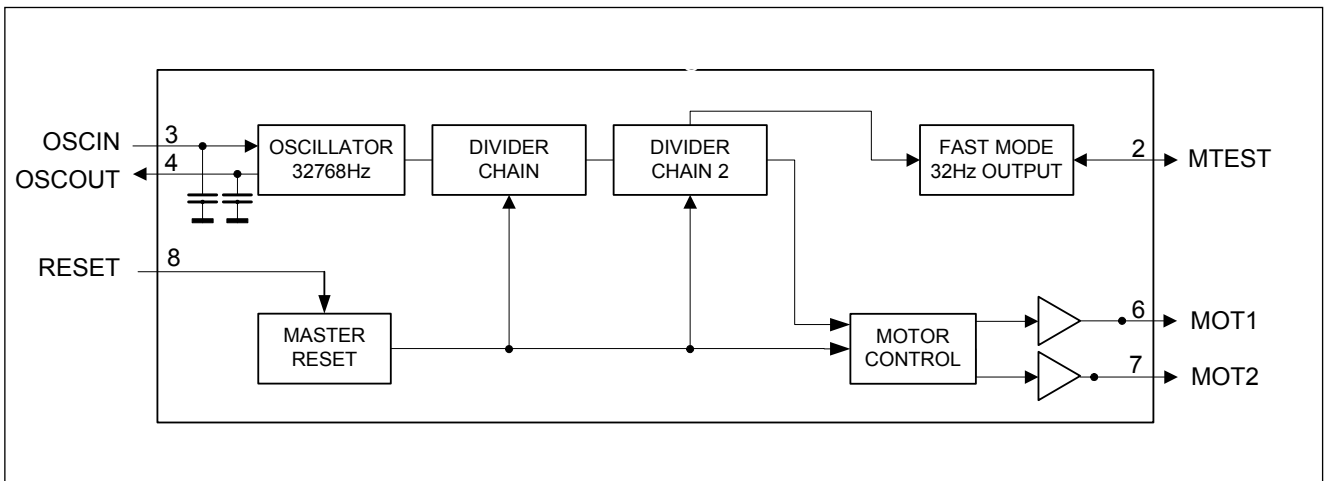 OSCIN
3
OSCOUT
4
OSCILLATOR
32768Hz
DIVIDER
CHAIN
DIVIDER
CHAIN 2
FAST MODE
32Hz OUTPUT
2
MTEST
RESET
8
MASTER
RESET
MOTOR
CONTROL
6
MOT1
7
MOT2